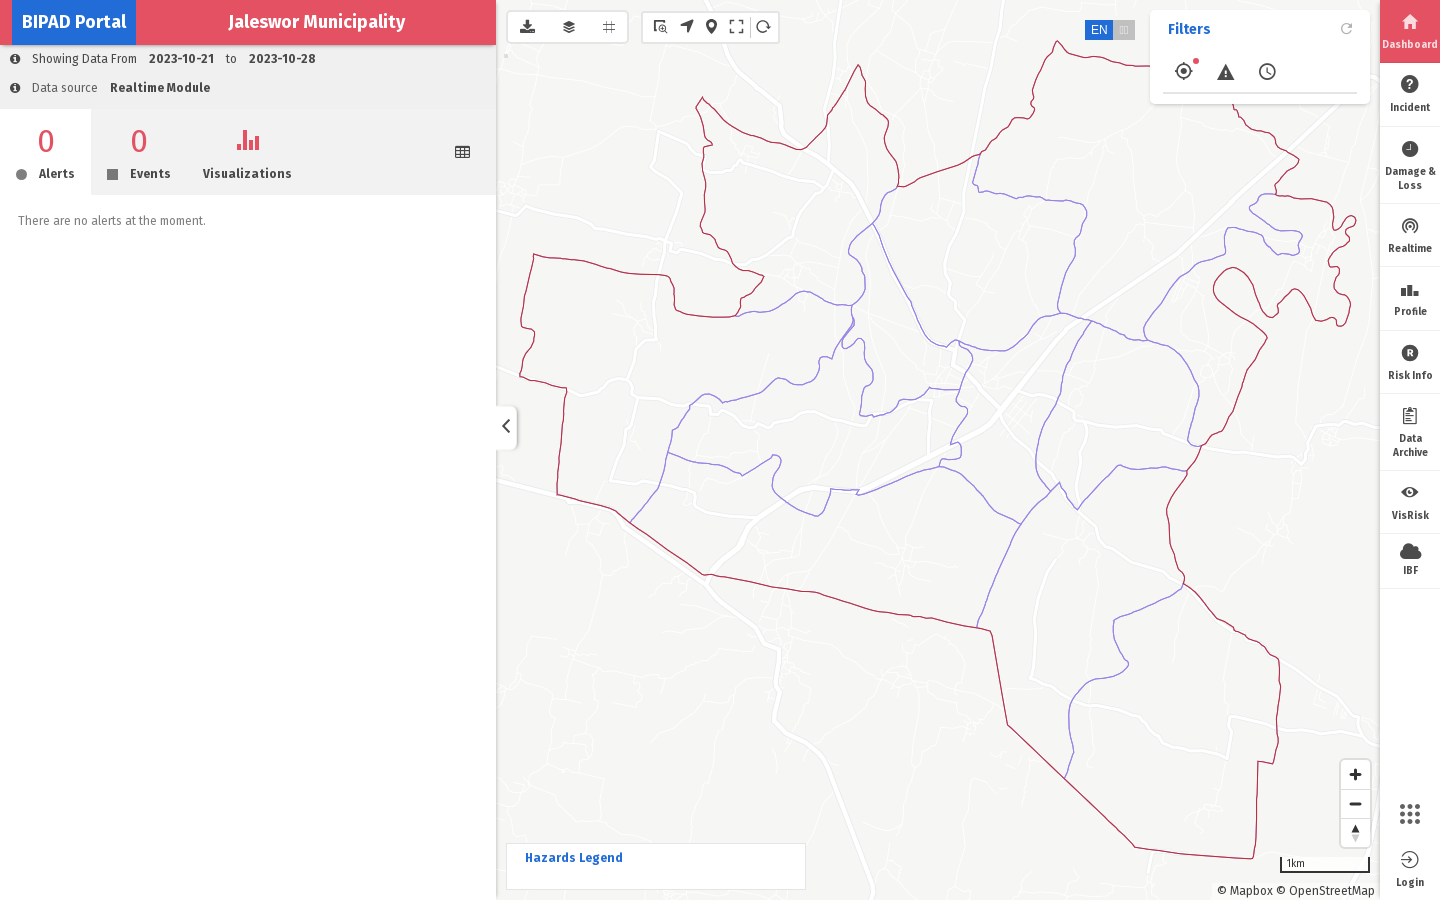 BIPAD Portal
Jaleswor Municipality
Showing Data From 2023-10-21 to 2023-10-28
Data source Realtime Module
0
Alerts
0
Events
Visualizations
There are no alerts at the moment.
EN
Filters
Dashboard
Incident
Damage &
Loss
Realtime
Profile
Risk Info
Data
Archive
VisRisk
IBF
Login
Hazards Legend
1km
© Mapbox © OpenStreetMap